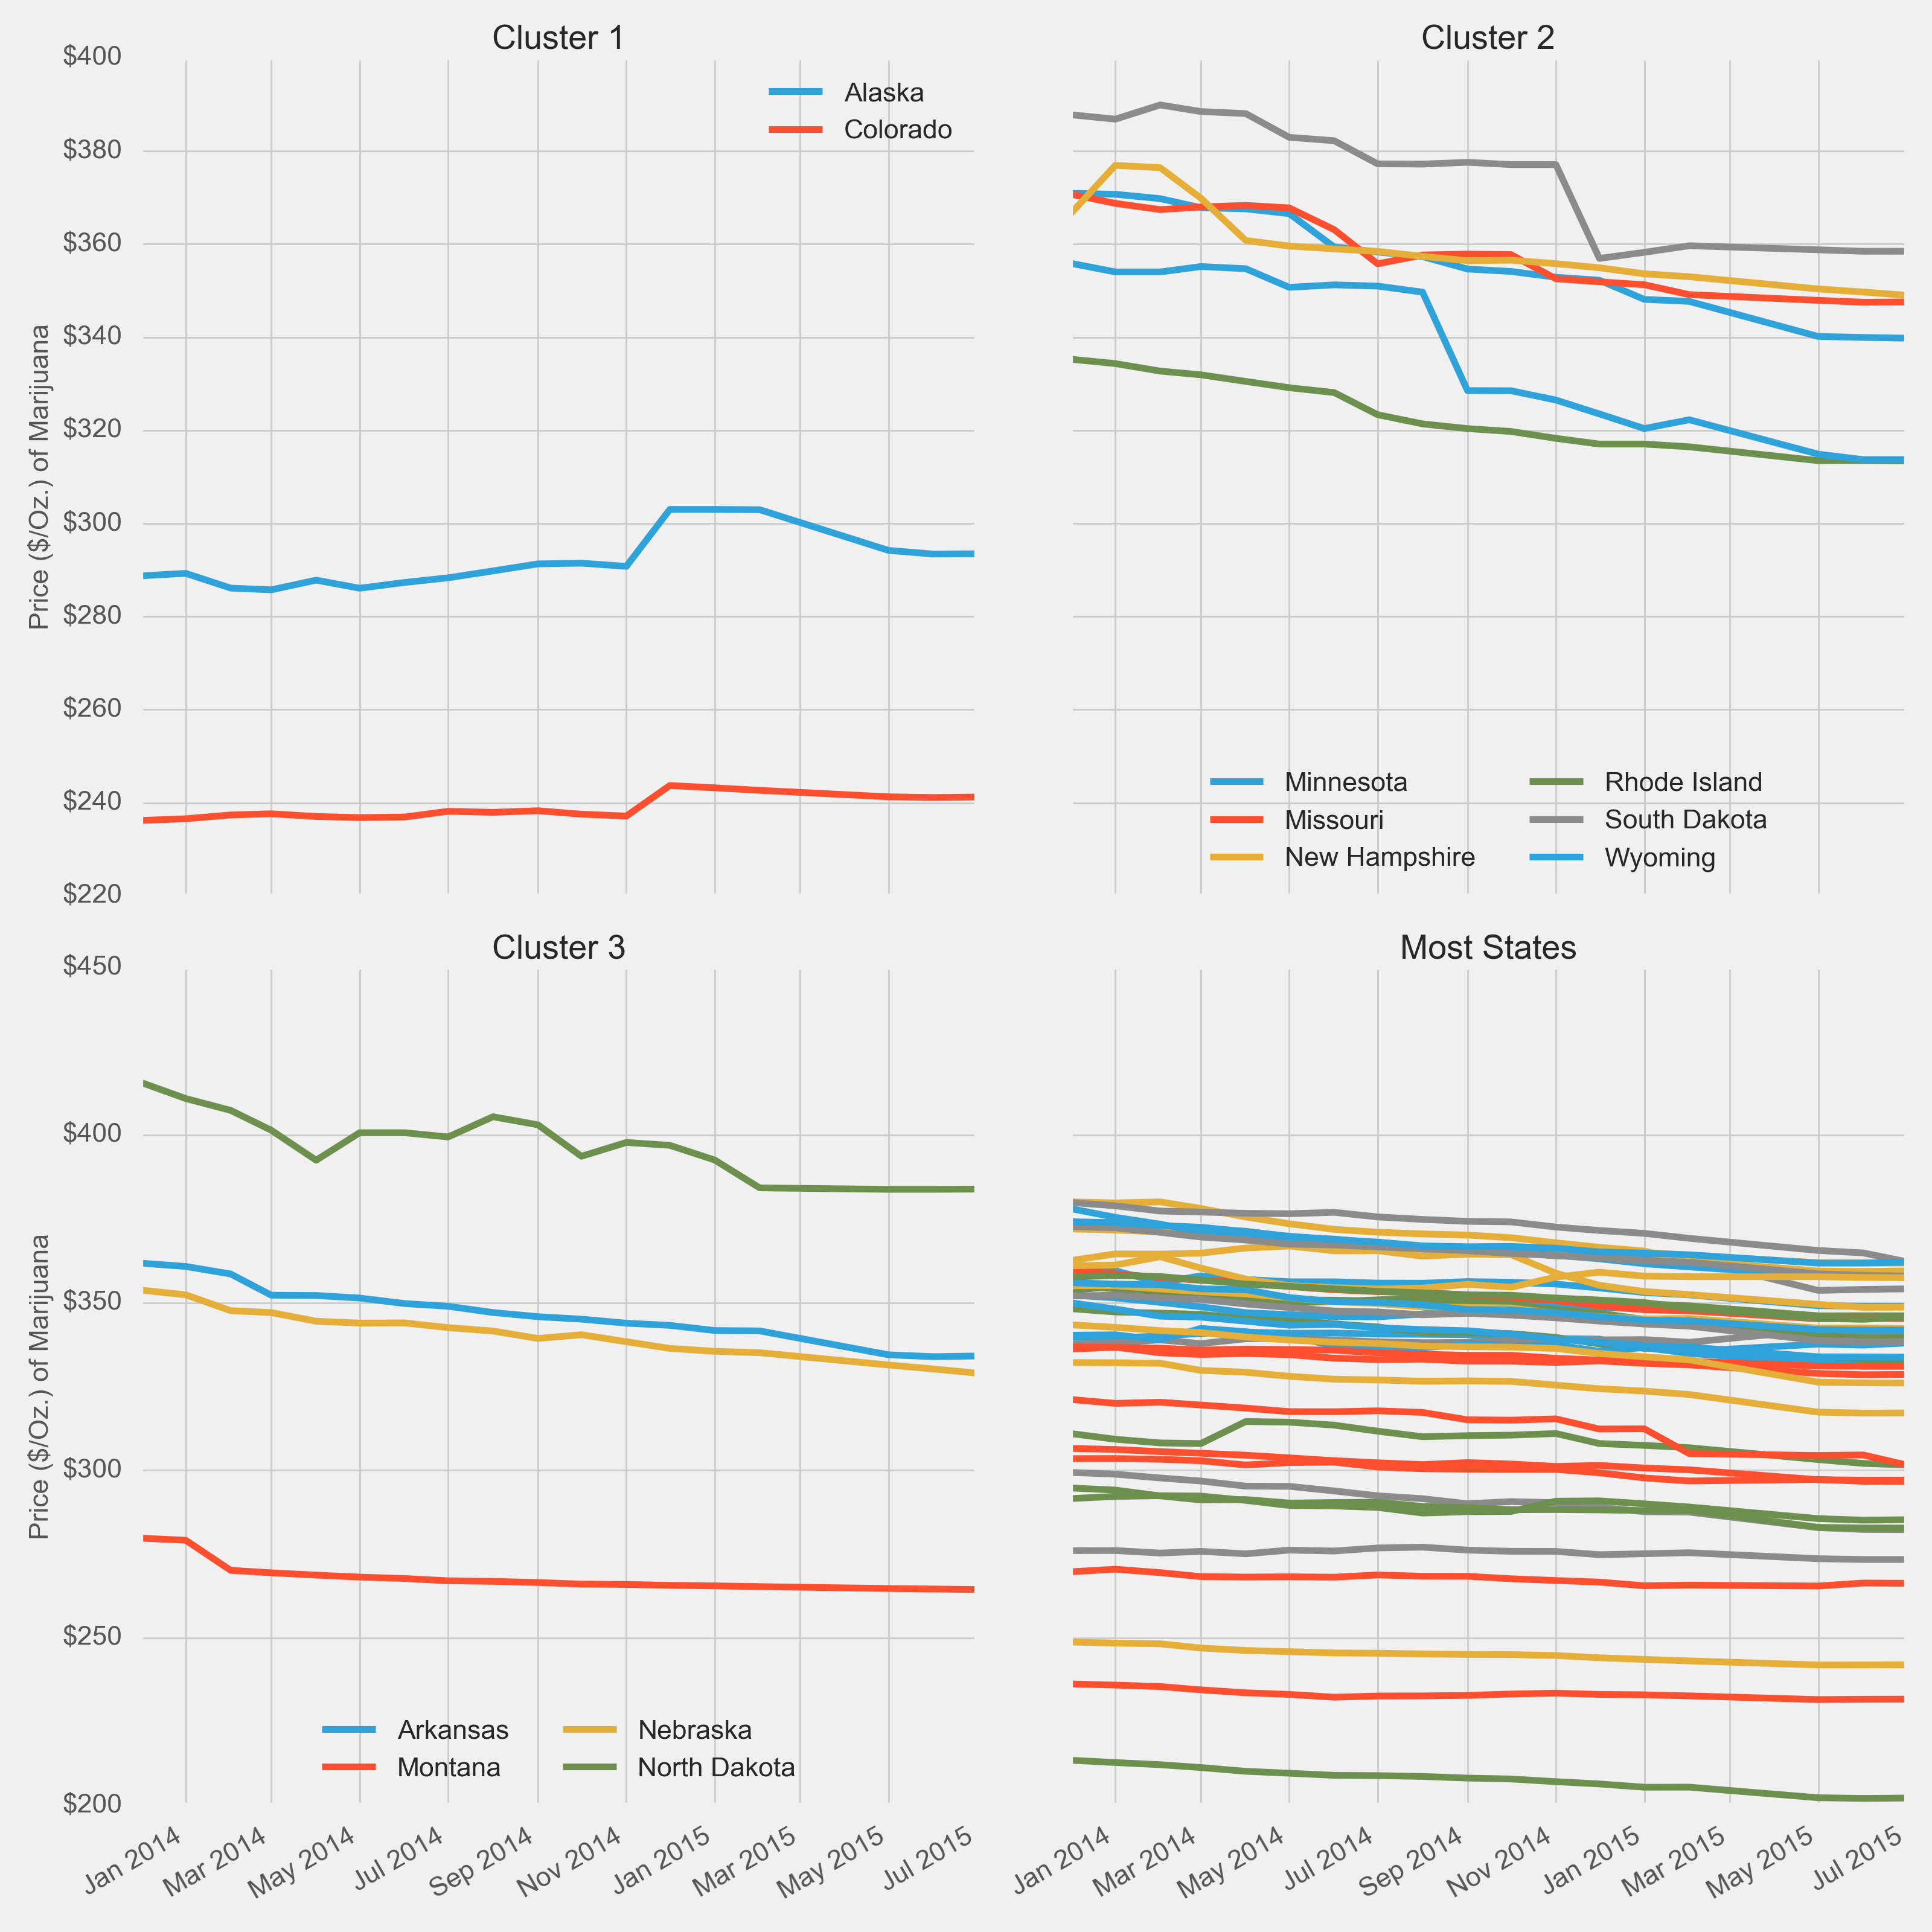 Cluster 1
Cluster 2
$400
$380
$360
$340
$320
$300
$280
$260
$240
$220
Price ($/Oz.) of Marijuana
Alaska
Colorado
Minnesota
Missouri
New Hampshire
Rhode Island
South Dakota
Wyoming
Cluster 3
Most States
$450
$400
$350
$300
$250
$200
Price ($/Oz.) of Marijuana
Arkansas
Montana
Nebraska
North Dakota
Jan 2014
Mar 2014
May 2014
Jul 2014
Sep 2014
Nov 2014
Jan 2015
Mar 2015
May 2015
Jul 2015
Jan 2014
Mar 2014
May 2014
Jul 2014
Sep 2014
Nov 2014
Jan 2015
Mar 2015
May 2015
Jul 2015